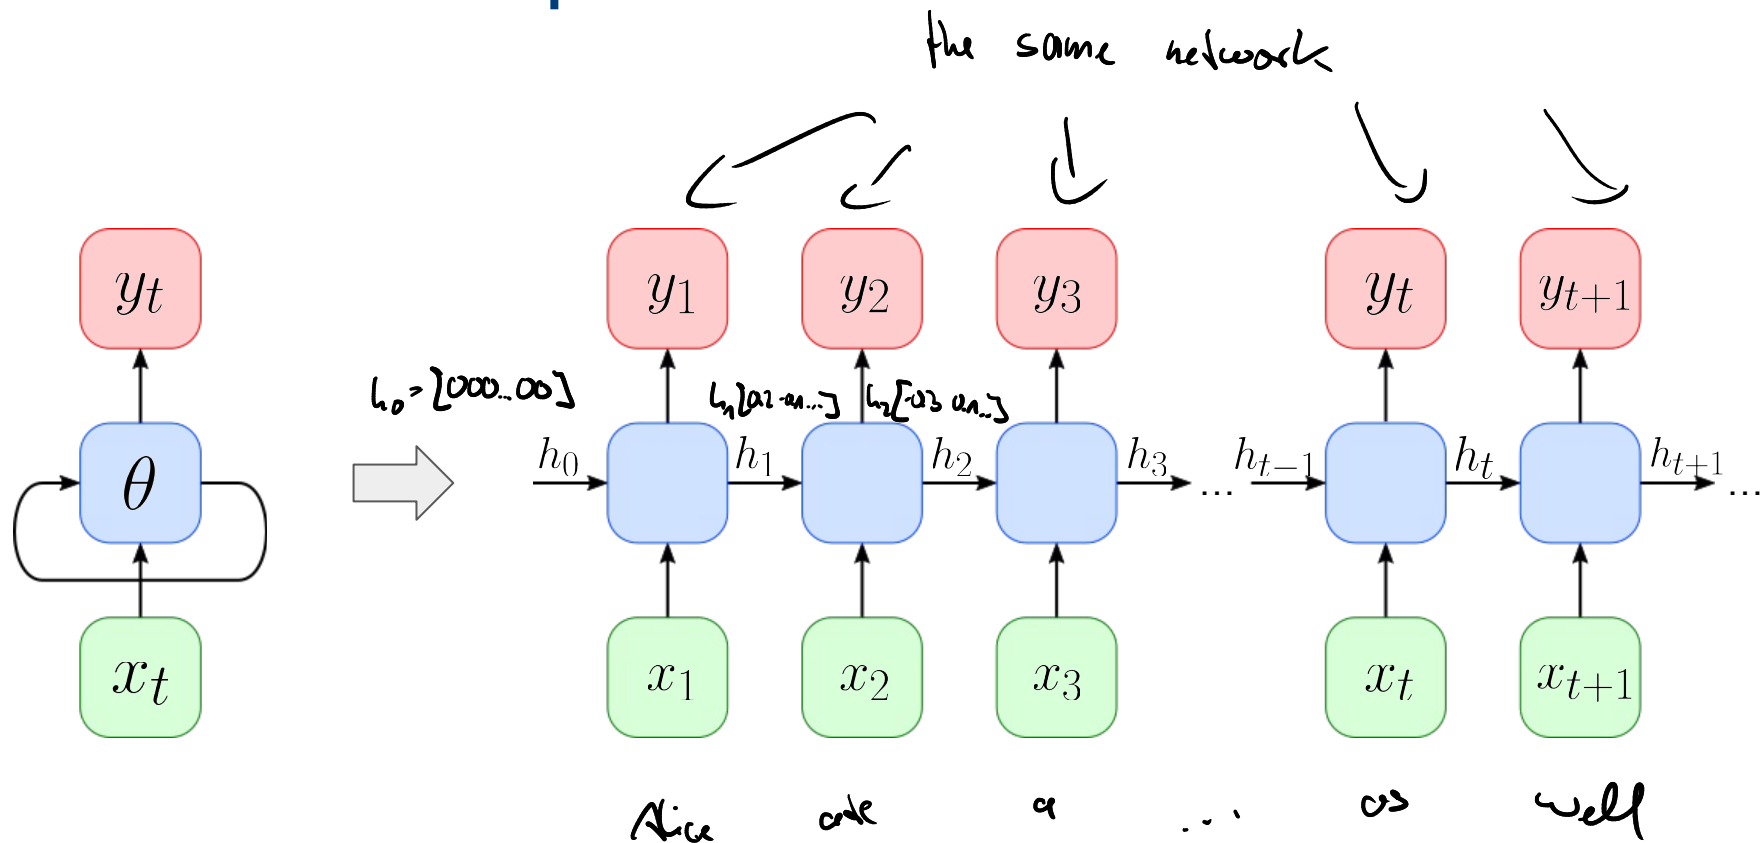 the same network
y_t
y_1 y_2 y_3 y_t y_{t+1}
h_0 = [000...00]
h_1 [0.2 -0.1...] h_2 [-0.3 0.1...]
θ
h_0 h_1 h_2 h_3 ... h_{t-1} h_t h_{t+1} ...
x_t
x_1 x_2 x_3 x_t x_{t+1}
Alice ate a ... as well